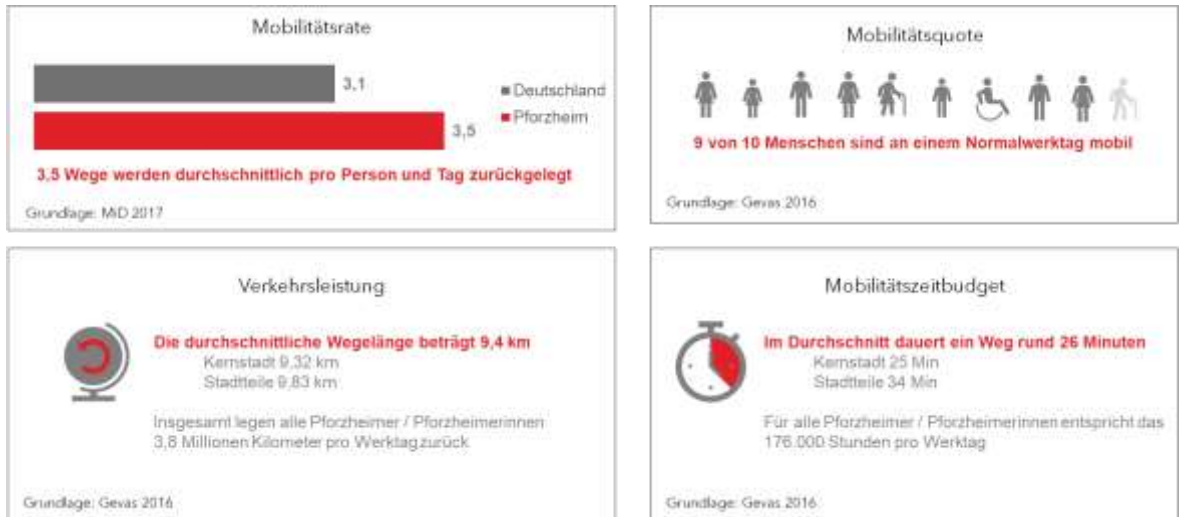 Mobilitätsrate
3,1
Deutschland
Pforzheim
3,5
3,5 Wege werden durchschnittlich pro Person und Tag zurückgelegt
Grundlage: MiD 2017
Mobilitätsquote
9 von 10 Menschen sind an einem Normalwerktag mobil
Grundlage: Gevas 2016
Verkehrsleistung
Die durchschnittliche Wegelänge beträgt 9,4 km
Kernstadt 9,32 km
Stadtteile 9,83 km
Insgesamt legen alle Pforzheimer / Pforzheimerinnen
3,8 Millionen Kilometer pro Werktag zurück
Grundlage: Gevas 2016
Mobilitätszeitbudget
Im Durchschnitt dauert ein Weg rund 26 Minuten
Kernstadt 25 Min
Stadtteile 34 Min
Für alle Pforzheimer / Pforzheimerinnen entspricht das
176.000 Stunden pro Werktag
Grundlage: Gevas 2016